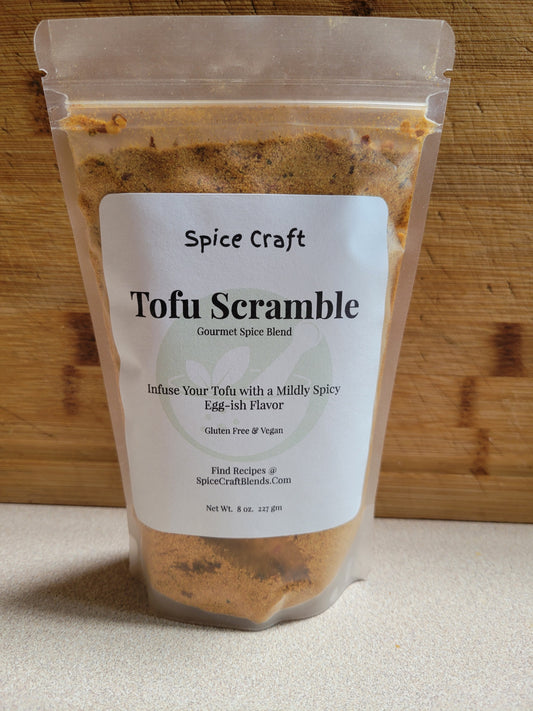 Spice Craft
Tofu Scramble
Gourmet Spice Blend
Infuse Your Tofu with a Mildly Spicy
Egg-ish Flavor
Gluten Free & Vegan
Find Recipes @
SpiceCraftBlends.Com
Net Wt. 8 oz. 227 gm